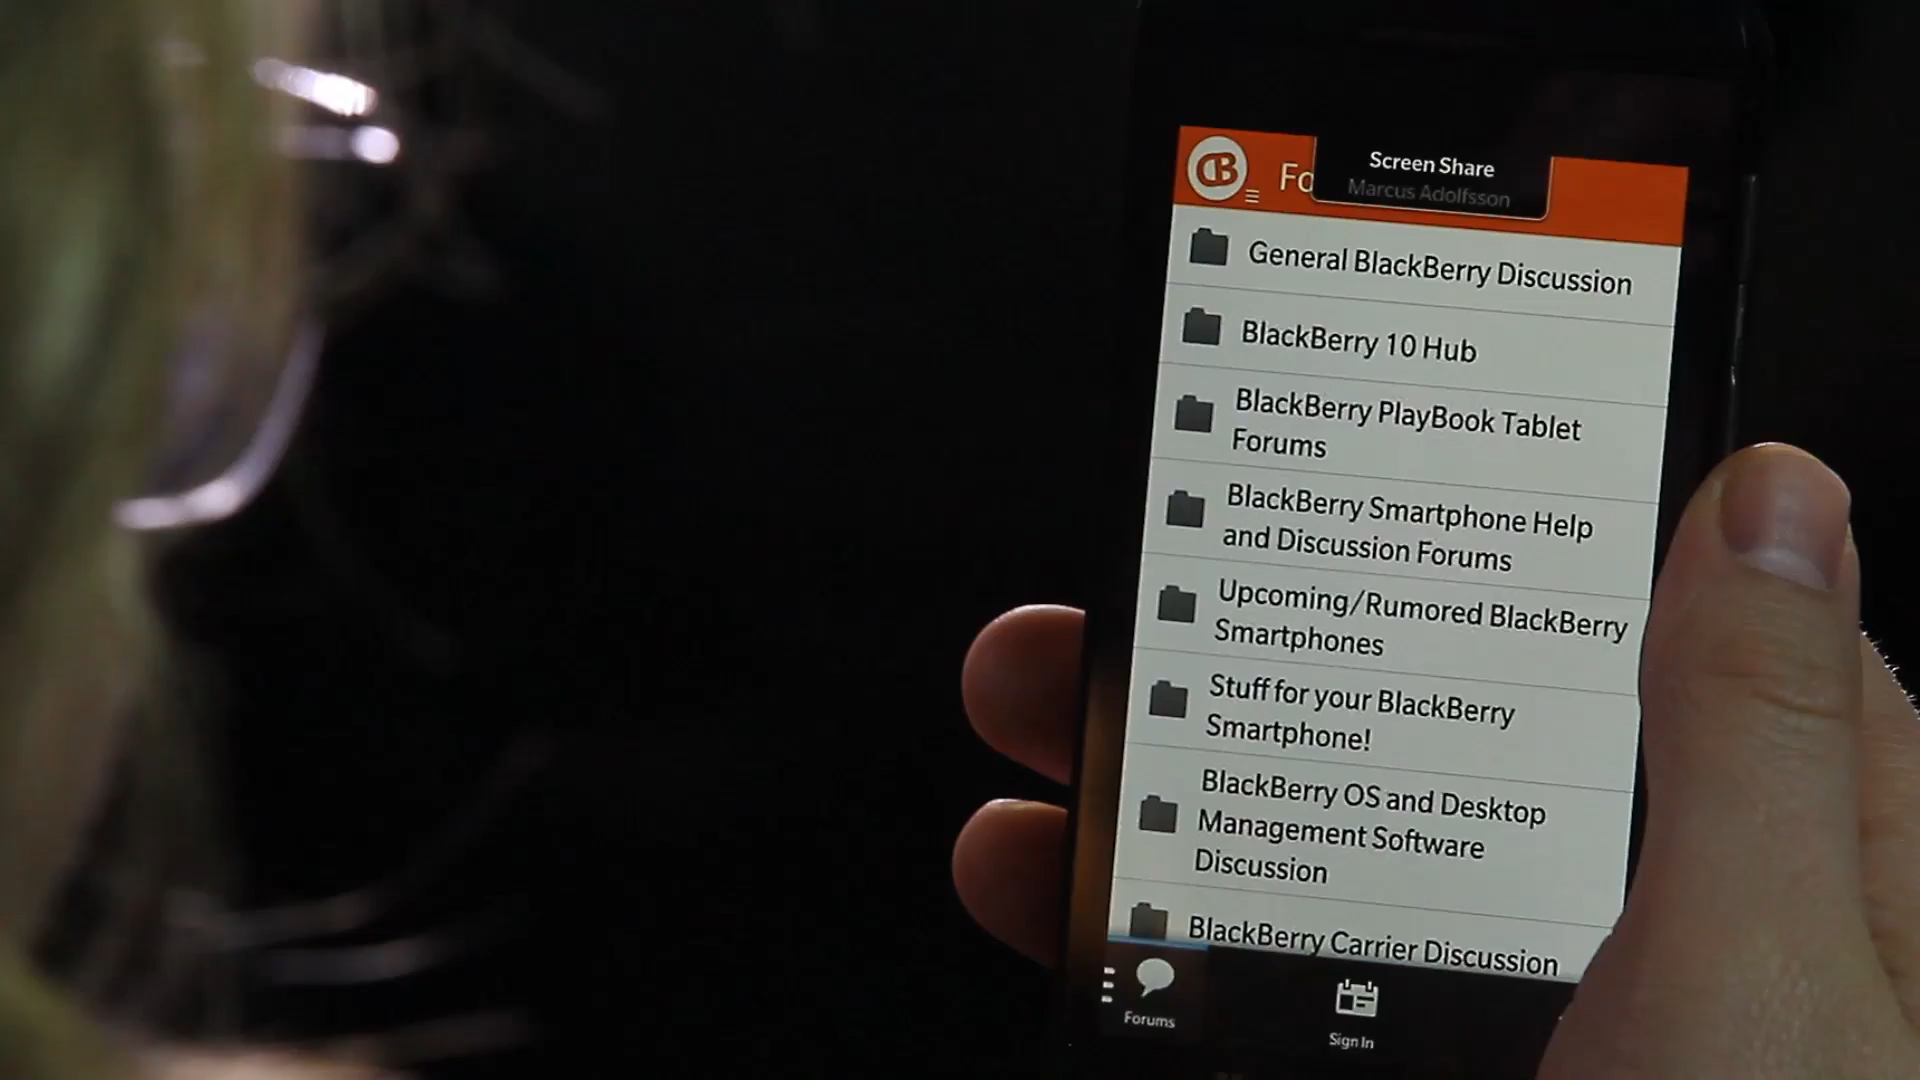 CB
Fo
Screen Share
Marcus Adolfsson
General BlackBerry Discussion
BlackBerry 10 Hub
BlackBerry PlayBook Tablet
Forums
BlackBerry Smartphone Help
and Discussion Forums
Upcoming/Rumored BlackBerry
Smartphones
Stuff for your BlackBerry
Smartphone!
BlackBerry OS and Desktop
Management Software
Discussion
BlackBerry Carrier Discussion
Forums
Sign In